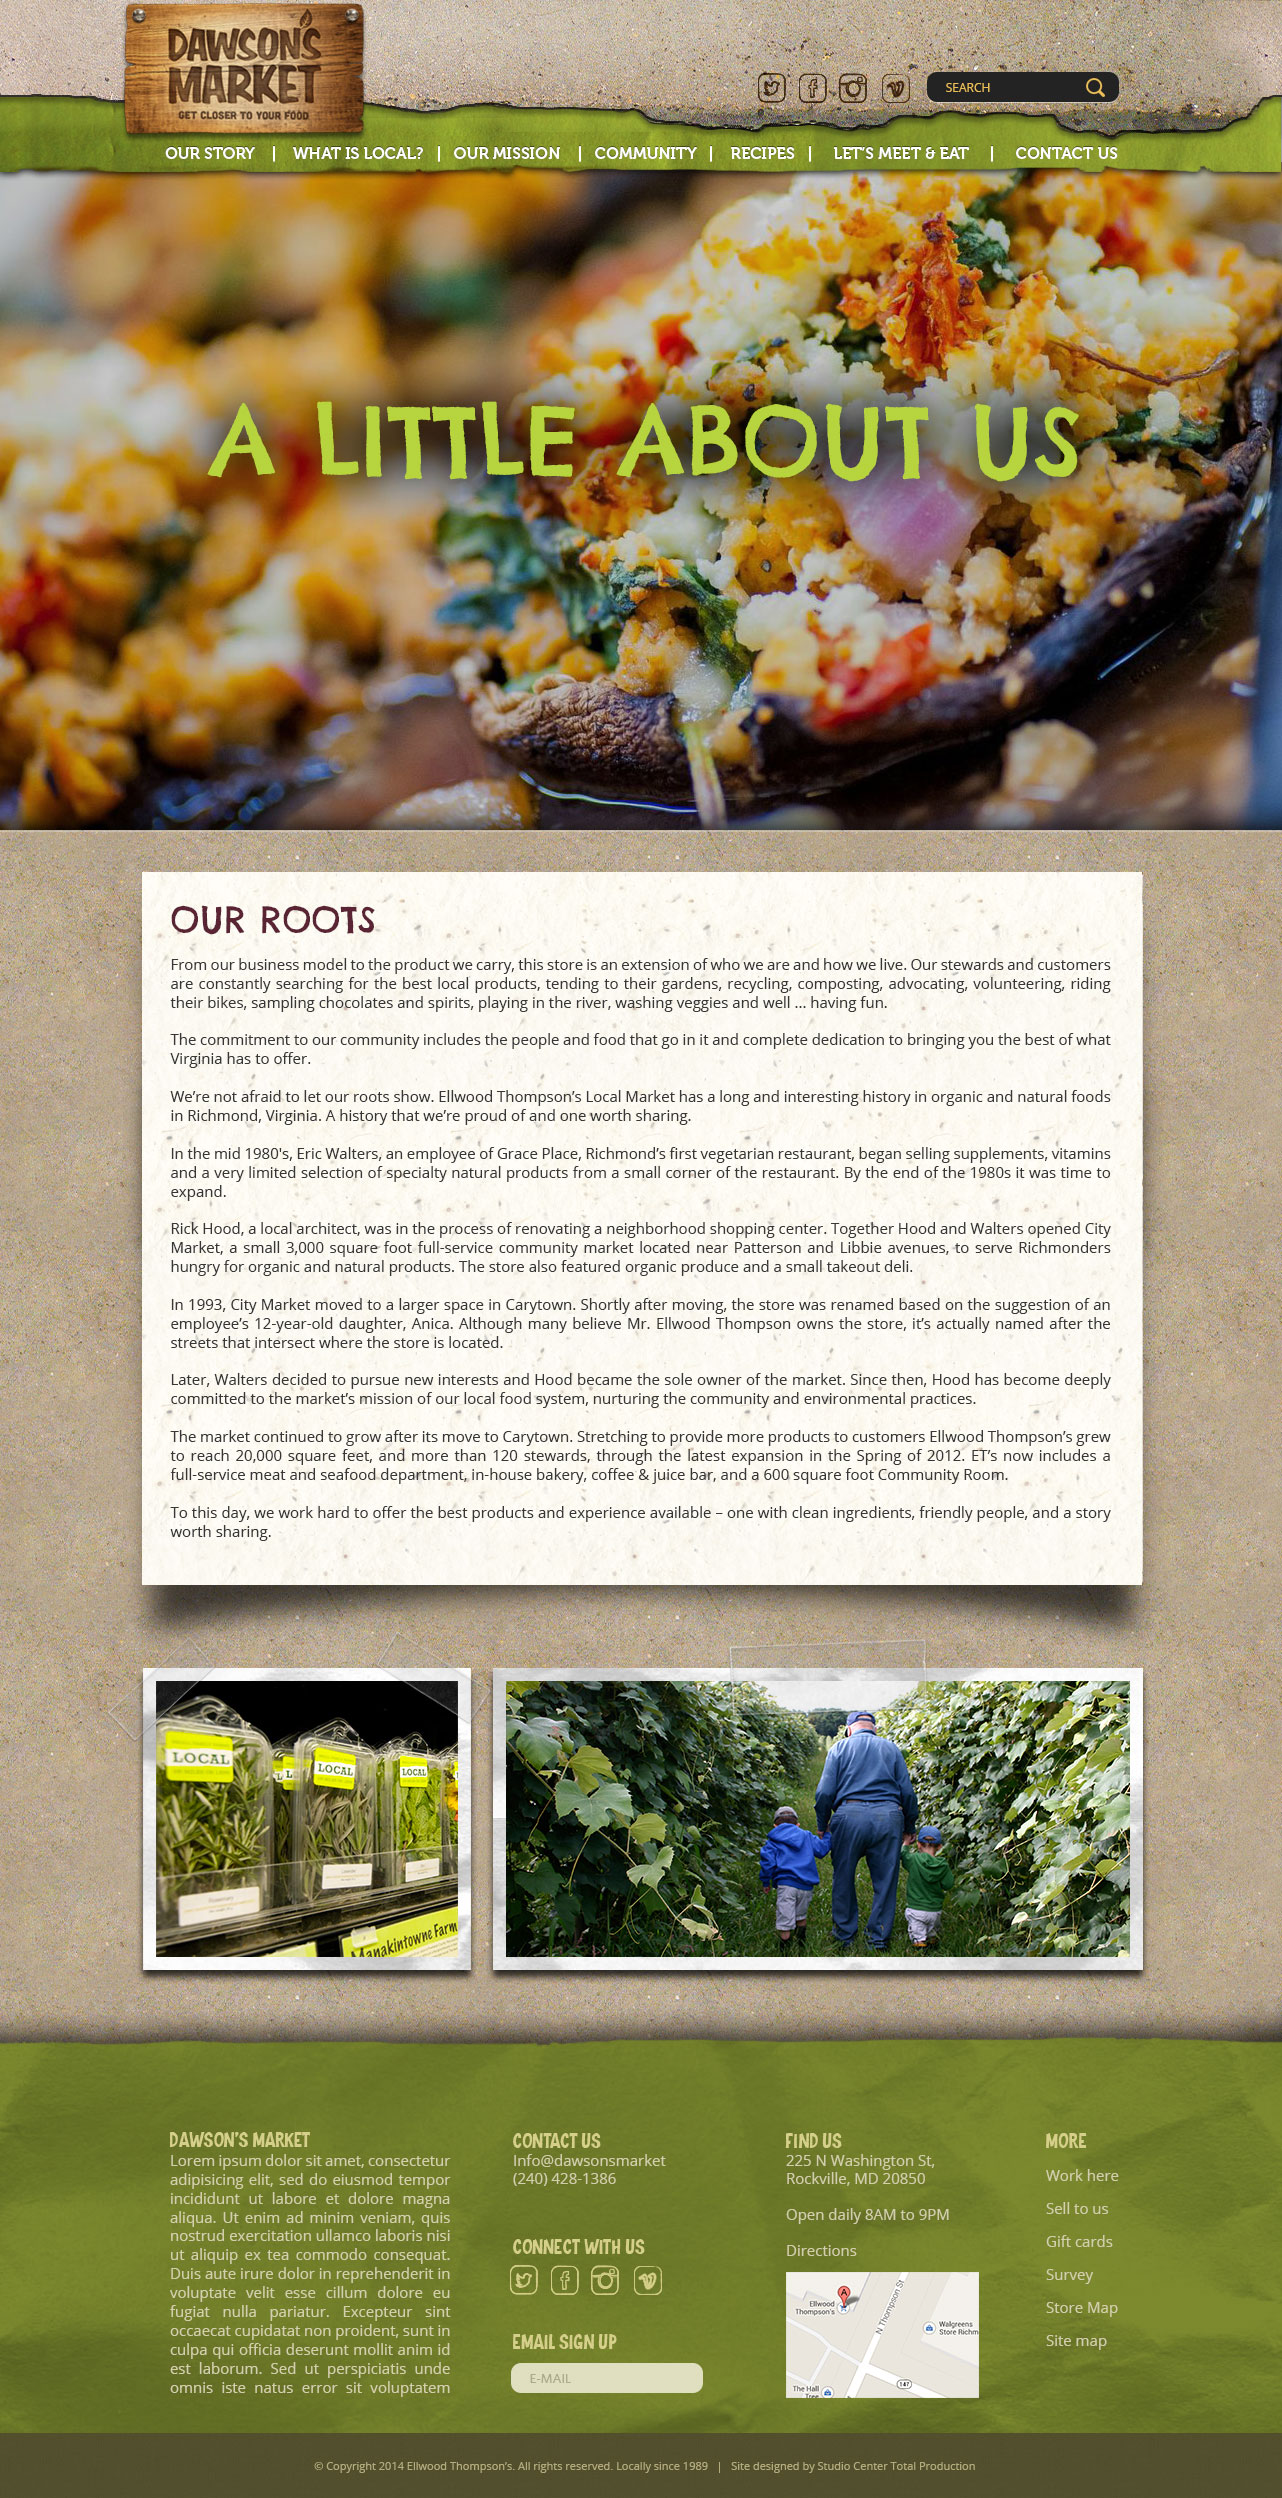 DAWSON'S
MARKET
GET CLOSER TO YOUR FOOD
SEARCH
OUR STORY | WHAT IS LOCAL? | OUR MISSION | COMMUNITY | RECIPES | LET'S MEET & EAT | CONTACT US
A LITTLE ABOUT US
OUR ROOTS
From our business model to the product we carry, this store is an extension of who we are and how we live. Our stewards and customers
are constantly searching for the best local products, tending to their gardens, recycling, composting, advocating, volunteering, riding
their bikes, sampling chocolates and spirits, playing in the river, washing veggies and well ... having fun.
The commitment to our community includes the people and food that go in it and complete dedication to bringing you the best of what
Virginia has to offer.
We're not afraid to let our roots show. Ellwood Thompson's Local Market has a long and interesting history in organic and natural foods
in Richmond, Virginia. A history that we're proud of and one worth sharing.
In the mid 1980's, Eric Walters, an employee of Grace Place, Richmond's first vegetarian restaurant, began selling supplements, vitamins
and a very limited selection of specialty natural products from a small corner of the restaurant. By the end of the 1980s it was time to
expand.
Rick Hood, a local architect, was in the process of renovating a neighborhood shopping center. Together Hood and Walters opened City
Market, a small 3,000 square foot full-service community market located near Patterson and Libbie avenues, to serve Richmonders
hungry for organic and natural products. The store also featured organic produce and a small takeout deli.
In 1993, City Market moved to a larger space in Carytown. Shortly after moving, the store was renamed based on the suggestion of an
employee's 12-year-old daughter, Anica. Although many believe Mr. Ellwood Thompson owns the store, it's actually named after the
streets that intersect where the store is located.
Later, Walters decided to pursue new interests and Hood became the sole owner of the market. Since then, Hood has become deeply
committed to the market's mission of our local food system, nurturing the community and environmental practices.
The market continued to grow after its move to Carytown. Stretching to provide more products to customers Ellwood Thompson's grew
to reach 20,000 square feet, and more than 120 stewards, through the latest expansion in the Spring of 2012. ET's now includes a
full-service meat and seafood department, in-house bakery, coffee & juice bar, and a 600 square foot Community Room.
To this day, we work hard to offer the best products and experience available – one with clean ingredients, friendly people, and a story
worth sharing.
LOCAL
LOCAL
LOCAL
Rosemary
Manakintowne Farm
DAWSON'S MARKET
Lorem ipsum dolor sit amet, consectetur
adipisicing elit, sed do eiusmod tempor
incididunt ut labore et dolore magna
aliqua. Ut enim ad minim veniam, quis
nostrud exercitation ullamco laboris nisi
ut aliquip ex tea commodo consequat.
Duis aute irure dolor in reprehenderit in
voluptate velit esse cillum dolore eu
fugiat nulla pariatur. Excepteur sint
occaecat cupidatat non proident, sunt in
culpa qui officia deserunt mollit anim id
est laborum. Sed ut perspiciatis unde
omnis iste natus error sit voluptatem
CONTACT US
Info@dawsonsmarket
(240) 428-1386
CONNECT WITH US
EMAIL SIGN UP
E-MAIL
FIND US
225 N Washington St,
Rockville, MD 20850
Open daily 8AM to 9PM
Directions
A
Ellwood
Thompson's
N Thompson St
Walgreens
Store Richm
147
The Hall
Tree
MORE
Work here
Sell to us
Gift cards
Survey
Store Map
Site map
© Copyright 2014 Ellwood Thompson's. All rights reserved. Locally since 1989 | Site designed by Studio Center Total Production